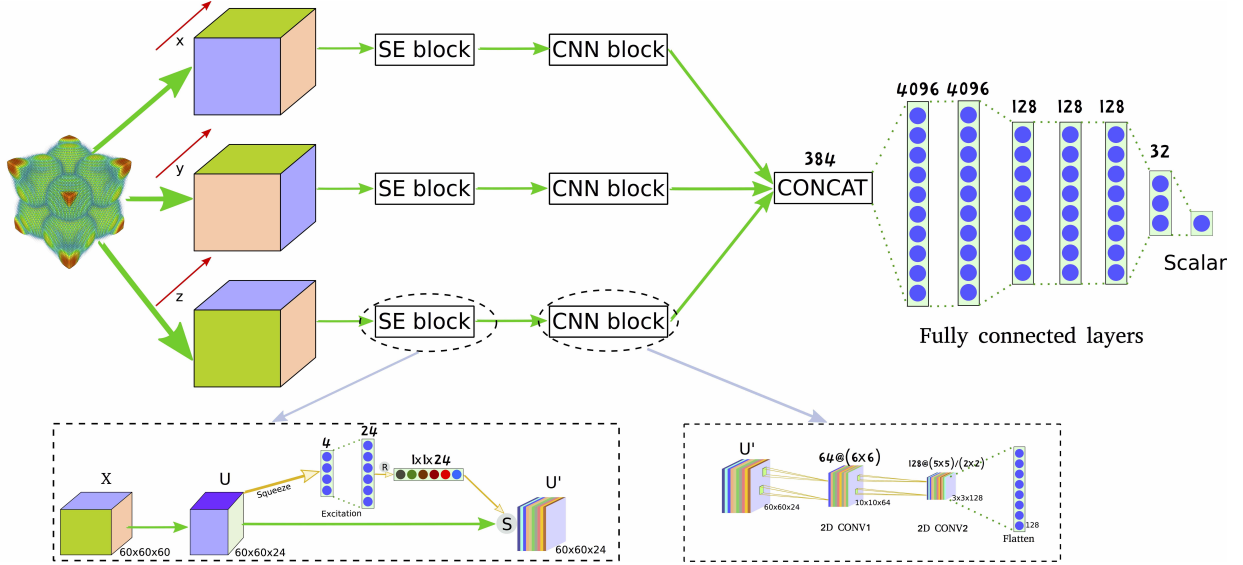 x
SE block
CNN block
y
SE block
CNN block
z
SE block
CNN block
384
CONCAT
4096 4096 128 128 128 32
Scalar
Fully connected layers
X
60x60x60
U
60x60x24
Squeeze
4
24
Excitation
R
1x1x24
S
U'
60x60x24
U'
60x60x24
64@(6x6)
10x10x64
2D CONV1
128@(5x5)/(2x2)
3x3x128
2D CONV2
128
Flatten